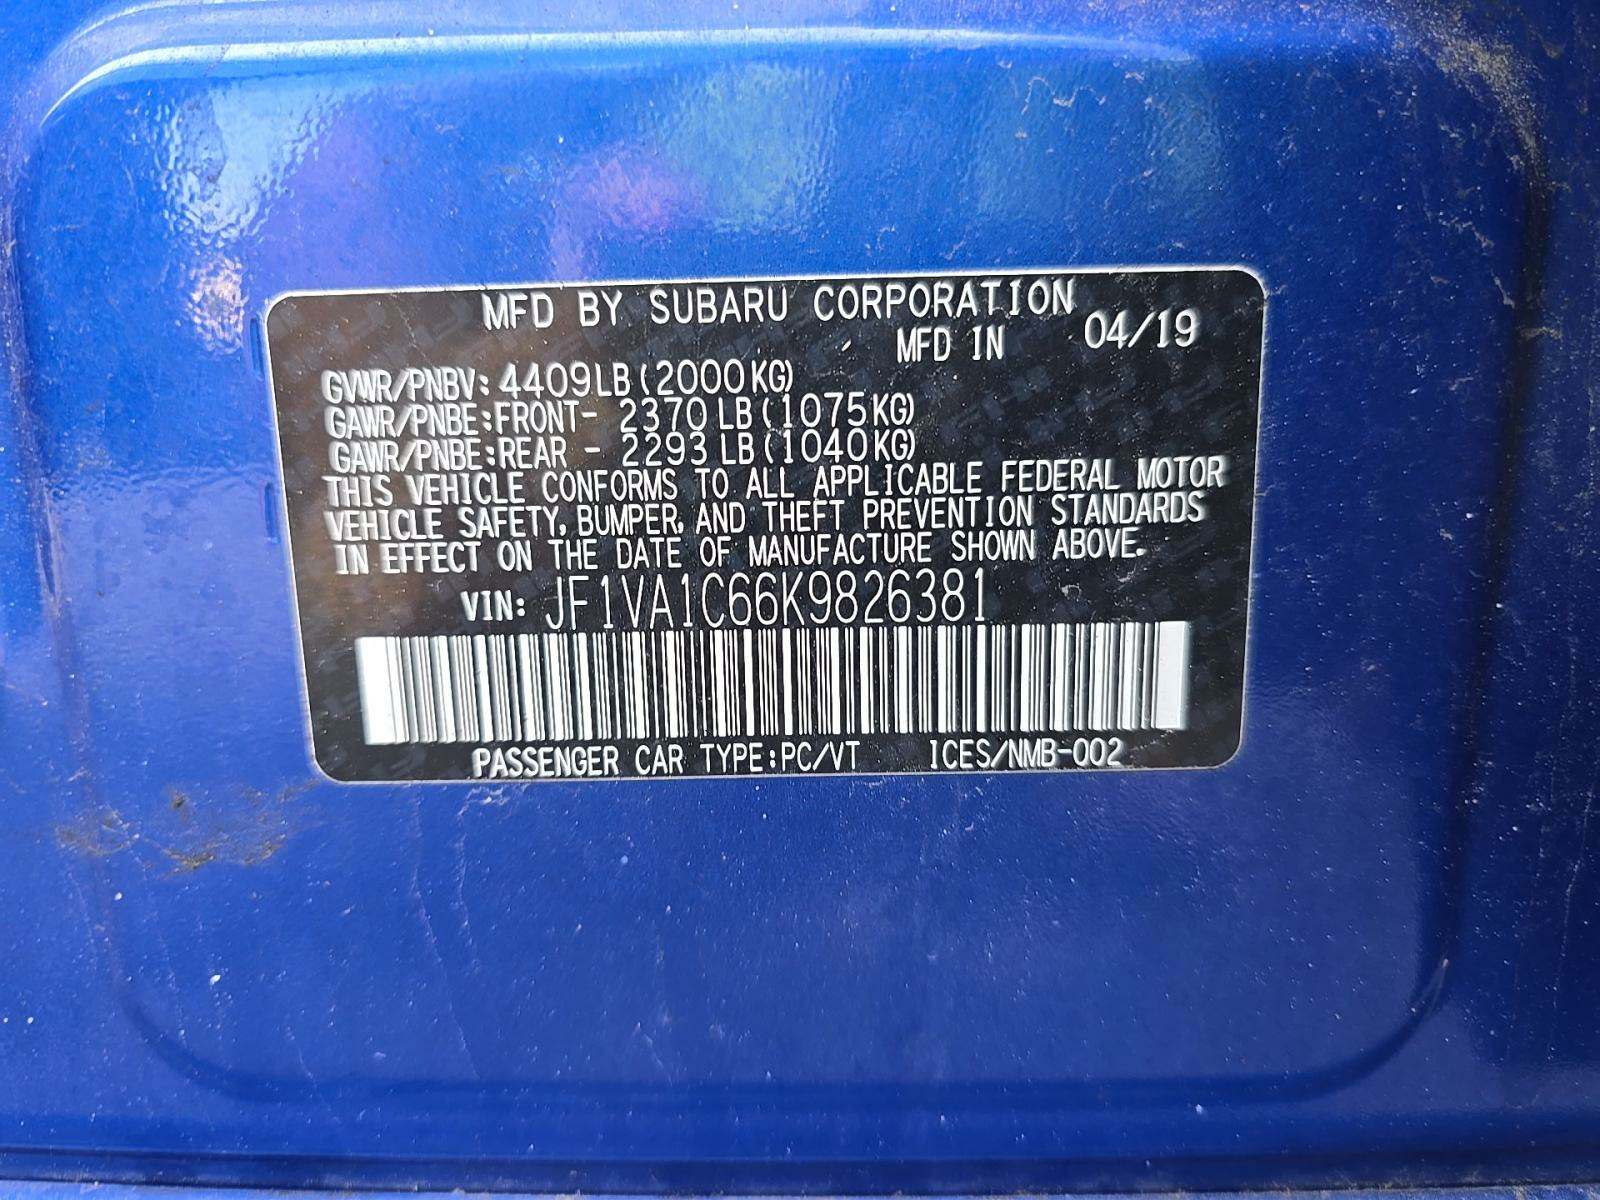 MFD BY SUBARU CORPORATION
MFD IN 04/19
GVWR/PNBV: 4409LB(2000KG)
GAWR/PNBE:FRONT- 2370 LB(1075KG)
GAWR/PNBE:REAR - 2293 LB(1040KG)
THIS VEHICLE CONFORMS TO ALL APPLICABLE FEDERAL MOTOR
VEHICLE SAFETY, BUMPER, AND THEFT PREVENTION STANDARDS
IN EFFECT ON THE DATE OF MANUFACTURE SHOWN ABOVE.
VIN: JF1VA1C66K9826381
PASSENGER CAR TYPE:PC/VT ICES/NMB-002